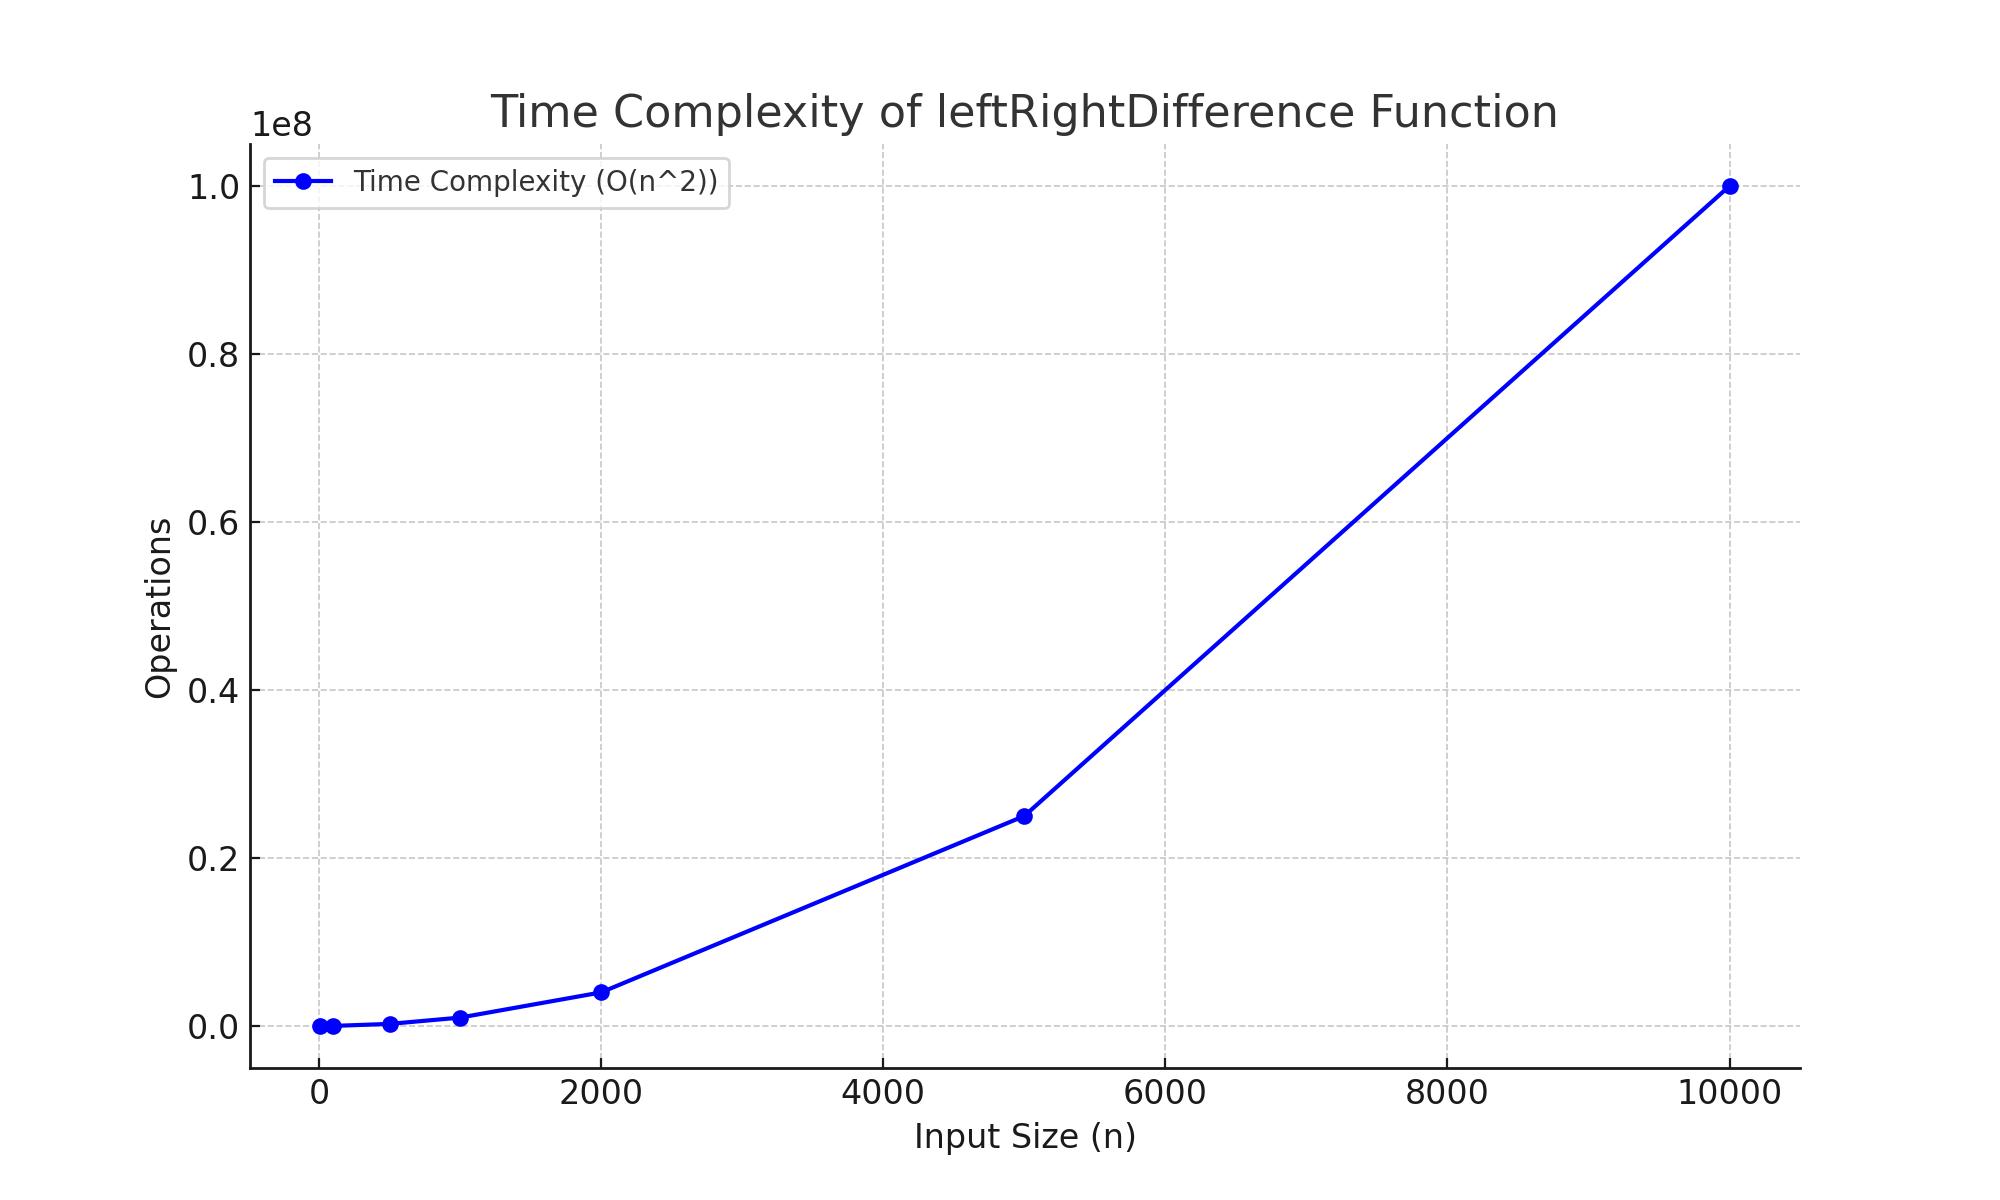 Time Complexity of leftRightDifference Function
1e8
Time Complexity (O(n^2))
1.0
0.8
0.6
0.4
0.2
0.0
Operations
0 2000 4000 6000 8000 10000
Input Size (n)